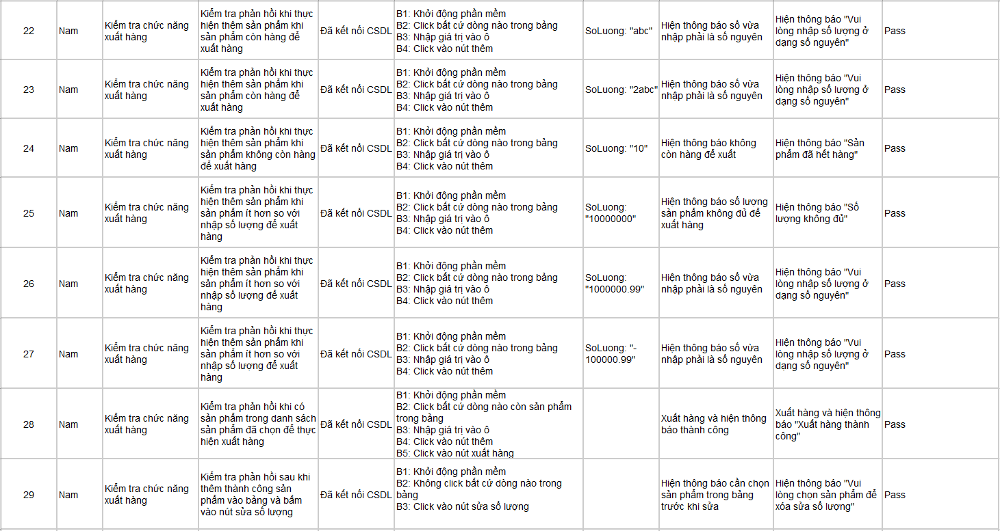 22
Nam
Kiểm tra chức năng
xuất hàng
Kiểm tra phản hồi khi thực
hiện thêm sản phẩm khi
sản phẩm còn hàng để
xuất hàng
Đã kết nối CSDL
B1: Khởi động phần mềm
B2: Click bất cứ dòng nào trong bảng
B3: Nhập giá trị vào ô
B4: Click vào nút thêm
SoLuong: "abc"
Hiện thông báo số vừa
nhập phải là số nguyên
Hiện thông báo "Vui
lòng nhập số lượng ở
dạng số nguyên"
Pass
23
Nam
Kiểm tra chức năng
xuất hàng
Kiểm tra phản hồi khi thực
hiện thêm sản phẩm khi
sản phẩm còn hàng để
xuất hàng
Đã kết nối CSDL
B1: Khởi động phần mềm
B2: Click bất cứ dòng nào trong bảng
B3: Nhập giá trị vào ô
B4: Click vào nút thêm
SoLuong: "2abc"
Hiện thông báo số vừa
nhập phải là số nguyên
Hiện thông báo "Vui
lòng nhập số lượng ở
dạng số nguyên"
Pass
24
Nam
Kiểm tra chức năng
xuất hàng
Kiểm tra phản hồi khi thực
hiện thêm sản phẩm khi
sản phẩm không còn hàng
để xuất hàng
Đã kết nối CSDL
B1: Khởi động phần mềm
B2: Click bất cứ dòng nào trong bảng
B3: Nhập giá trị vào ô
B4: Click vào nút thêm
SoLuong: "10"
Hiện thông báo không
còn hàng để xuất
Hiện thông báo "Sản
phẩm đã hết hàng"
Pass
25
Nam
Kiểm tra chức năng
xuất hàng
Kiểm tra phản hồi khi thực
hiện thêm sản phẩm khi
sản phẩm ít hơn so với
nhập số lượng để xuất
hàng
Đã kết nối CSDL
B1: Khởi động phần mềm
B2: Click bất cứ dòng nào trong bảng
B3: Nhập giá trị vào ô
B4: Click vào nút thêm
SoLuong:
"10000000"
Hiện thông báo số lượng
sản phẩm không đủ để
xuất hàng
Hiện thông báo "Số
lượng không đủ"
Pass
26
Nam
Kiểm tra chức năng
xuất hàng
Kiểm tra phản hồi khi thực
hiện thêm sản phẩm khi
sản phẩm ít hơn so với
nhập số lượng để xuất
hàng
Đã kết nối CSDL
B1: Khởi động phần mềm
B2: Click bất cứ dòng nào trong bảng
B3: Nhập giá trị vào ô
B4: Click vào nút thêm
SoLuong:
"1000000.99"
Hiện thông báo số vừa
nhập phải là số nguyên
Hiện thông báo "Vui
lòng nhập số lượng ở
dạng số nguyên"
Pass
27
Nam
Kiểm tra chức năng
xuất hàng
Kiểm tra phản hồi khi thực
hiện thêm sản phẩm khi
sản phẩm ít hơn so với
nhập số lượng để xuất
hàng
Đã kết nối CSDL
B1: Khởi động phần mềm
B2: Click bất cứ dòng nào trong bảng
B3: Nhập giá trị vào ô
B4: Click vào nút thêm
SoLuong: "-
100000.99"
Hiện thông báo số vừa
nhập phải là số nguyên
Hiện thông báo "Vui
lòng nhập số lượng ở
dạng số nguyên"
Pass
28
Nam
Kiểm tra chức năng
xuất hàng
Kiểm tra phản hồi khi có
sản phẩm trong danh sách
sản phẩm đã chọn để thực
hiện xuất hàng
Đã kết nối CSDL
B1: Khởi động phần mềm
B2: Click bất cứ dòng nào còn sản phẩm
trong bảng
B3: Nhập giá trị vào ô
B4: Click vào nút thêm
B5: Click vào nút xuất hàng
Xuất hàng và hiện thông
báo thành công
Xuất hàng và hiện thông
báo "Xuất hàng thành
công"
Pass
29
Nam
Kiểm tra chức năng
xuất hàng
Kiểm tra phản hồi sau khi
thêm thành công sản
phẩm vào bảng và bấm
vào nút sửa số lượng
Đã kết nối CSDL
B1: Khởi động phần mềm
B2: Không click bất cứ dòng nào trong
bảng
B3: Click vào nút sửa số lượng
Hiện thông báo cần chọn
sản phẩm trong bảng
trước khi sửa
Hiện thông báo "Vui
lòng chọn sản phẩm để
xóa sửa số lượng"
Pass